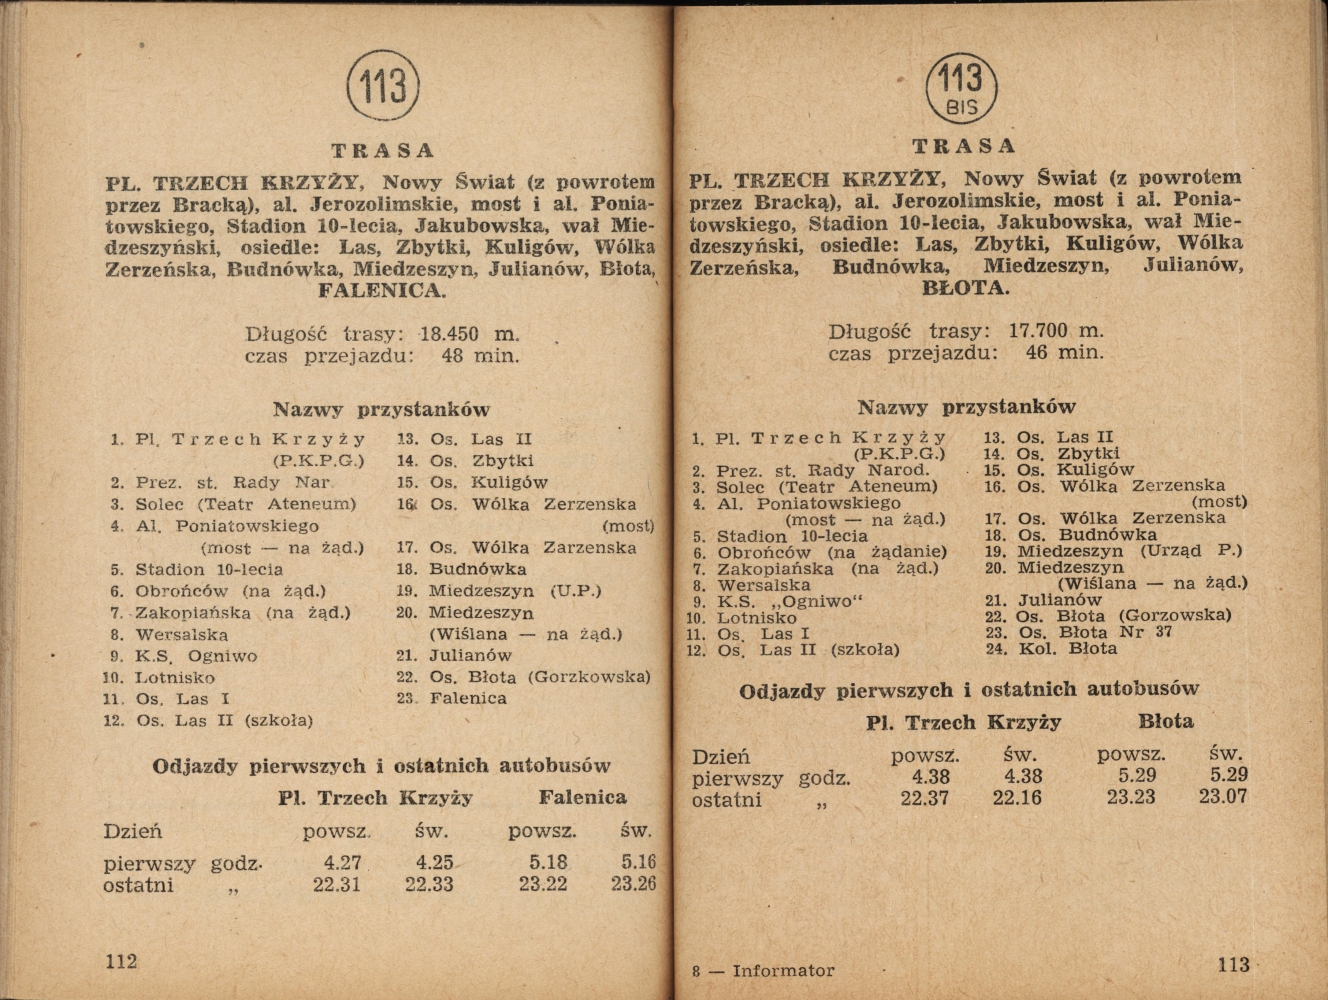 113
TRASA
PL. TRZECH KRZYŻY, Nowy Świat (z powrotem
przez Bracką), al. Jerozolimskie, most i al. Ponia-
towskiego, Stadion 10-lecia, Jakubowska, wał Mie-
dzeszyński, osiedle: Las, Zbytki, Kuligów, Wólka
Zerzeńska, Budnówka, Miedzeszyn, Julianów, Błota,
FALENICA.
Długość trasy: 18.450 m.
czas przejazdu: 48 min.
Nazwy przystanków
1. Pl. Trzech Krzyży
(P.K.P.G.)
2. Prez. st. Rady Nar.
3. Solec (Teatr Ateneum)
4. Al. Poniatowskiego
(most — na żąd.)
5. Stadion 10-lecia
6. Obrońców (na żąd.)
7. Zakopiańska (na żąd.)
8. Wersalska
9. K.S. Ogniwo
10. Lotnisko
11. Os. Las I
12. Os. Las II (szkoła)
13. Os. Las II
14. Os. Zbytki
15. Os. Kuligów
16. Os. Wólka Zerzenska
(most)
17. Os. Wólka Zarzenska
18. Budnówka
19. Miedzeszyn (U.P.)
20. Miedzeszyn
(Wiślana — na żąd.)
21. Julianów
22. Os. Błota (Gorzkowska)
23. Falenica
Odjazdy pierwszych i ostatnich autobusów
Pl. Trzech Krzyży Falenica
Dzień powsz. św. powsz. św.
pierwszy godz. 4.27 4.25 5.18 5.16
ostatni „ 22.31 22.33 23.22 23.26
112
113
BIS
TRASA
PL. TRZECH KRZYŻY, Nowy Świat (z powrotem
przez Bracką), al. Jerozolimskie, most i al. Ponia-
towskiego, Stadion 10-lecia, Jakubowska, wał Mie-
dzeszyński, osiedle: Las, Zbytki, Kuligów, Wólka
Zerzeńska, Budnówka, Miedzeszyn, Julianów,
BŁOTA.
Długość trasy: 17.700 m.
czas przejazdu: 46 min.
Nazwy przystanków
1. Pl. Trzech Krzyży
(P.K.P.G.)
2. Prez. st. Rady Narod.
3. Solec (Teatr Ateneum)
4. Al. Poniatowskiego
(most — na żąd.)
5. Stadion 10-lecia
6. Obrońców (na żądanie)
7. Zakopiańska (na żąd.)
8. Wersalska
9. K.S. „Ogniwo“
10. Lotnisko
11. Os. Las I
12. Os. Las II (szkoła)
13. Os. Las II
14. Os. Zbytki
15. Os. Kuligów
16. Os. Wólka Zerzenska
(most)
17. Os. Wólka Zerzenska
18. Os. Budnówka
19. Miedzeszyn (Urząd P.)
20. Miedzeszyn
(Wiślana — na żąd.)
21. Julianów
22. Os. Błota (Gorzowska)
23. Os. Błota Nr 37
24. Kol. Błota
Odjazdy pierwszych i ostatnich autobusów
Pl. Trzech Krzyży Błota
Dzień powsz. św. powsz. św.
pierwszy godz. 4.38 4.38 5.29 5.29
ostatni „ 22.37 22.16 23.23 23.07
8 — Informator
113